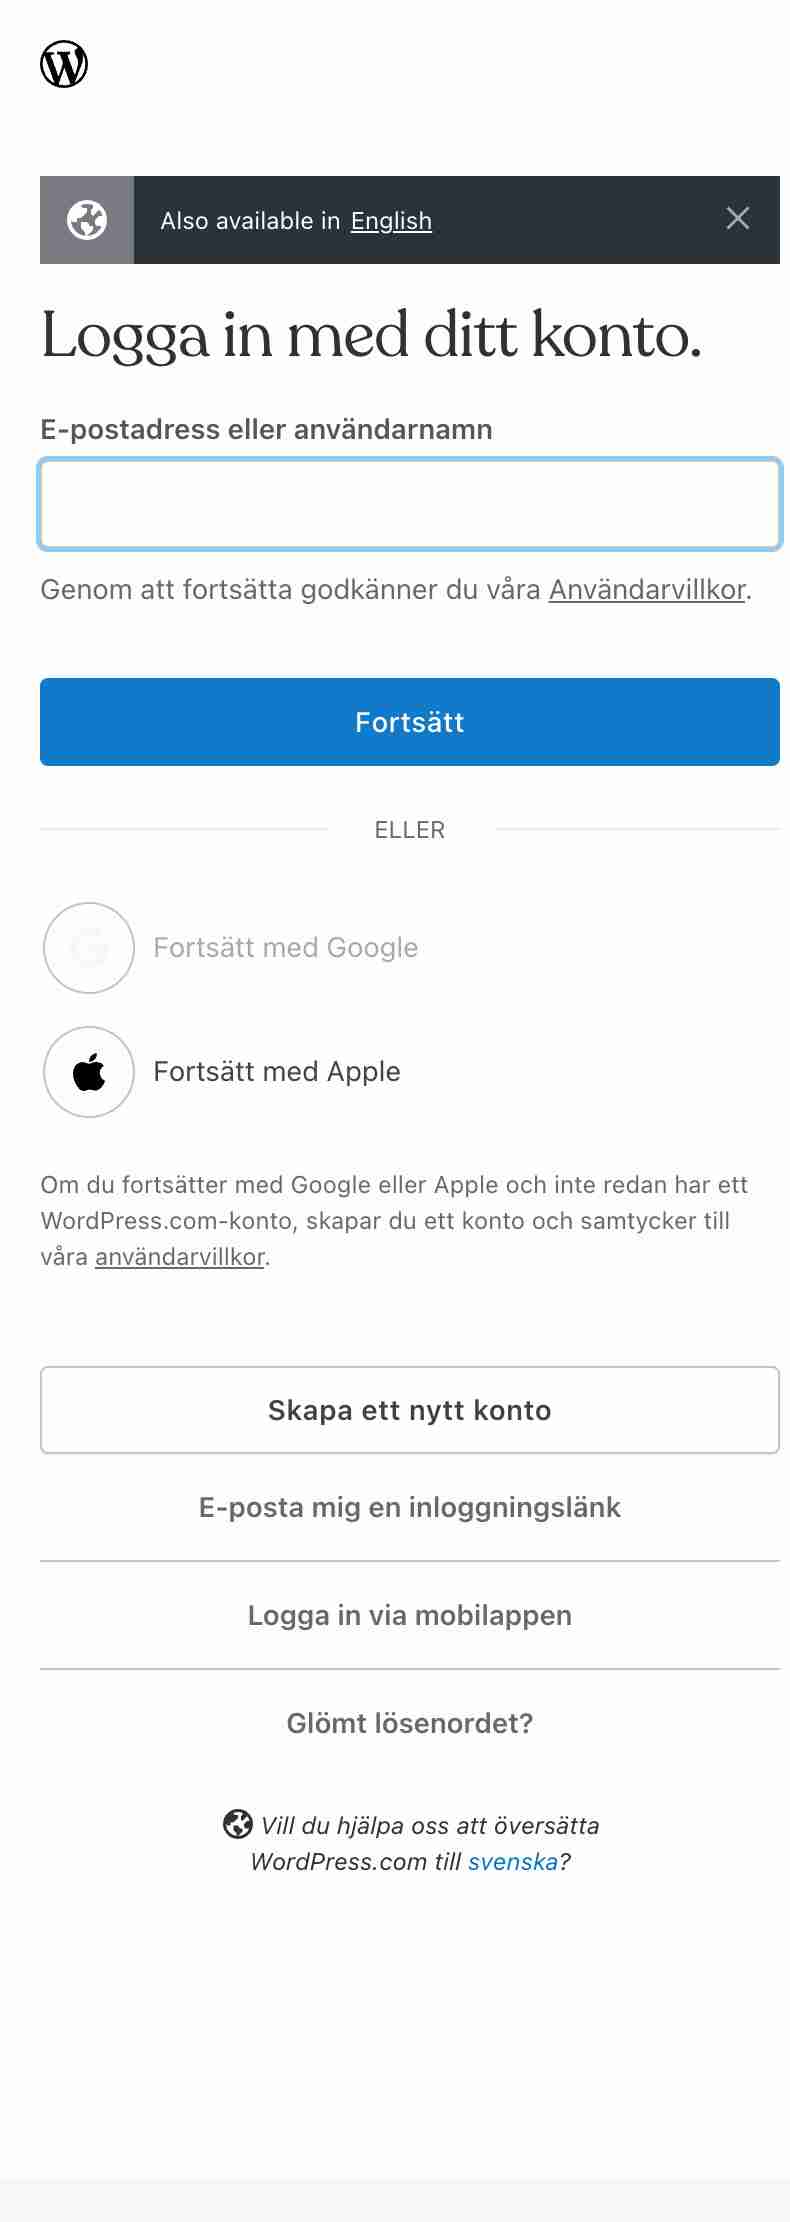 Also available in English
Logga in med ditt konto.
E-postadress eller användarnamn
Genom att fortsätta godkänner du våra Användarvillkor.
Fortsätt
ELLER
Fortsätt med Google
Fortsätt med Apple
Om du fortsätter med Google eller Apple och inte redan har ett
WordPress.com-konto, skapar du ett konto och samtycker till
våra användarvillkor.
Skapa ett nytt konto
E-posta mig en inloggningslänk
Logga in via mobilappen
Glömt lösenordet?
Vill du hjälpa oss att översätta
WordPress.com till svenska?